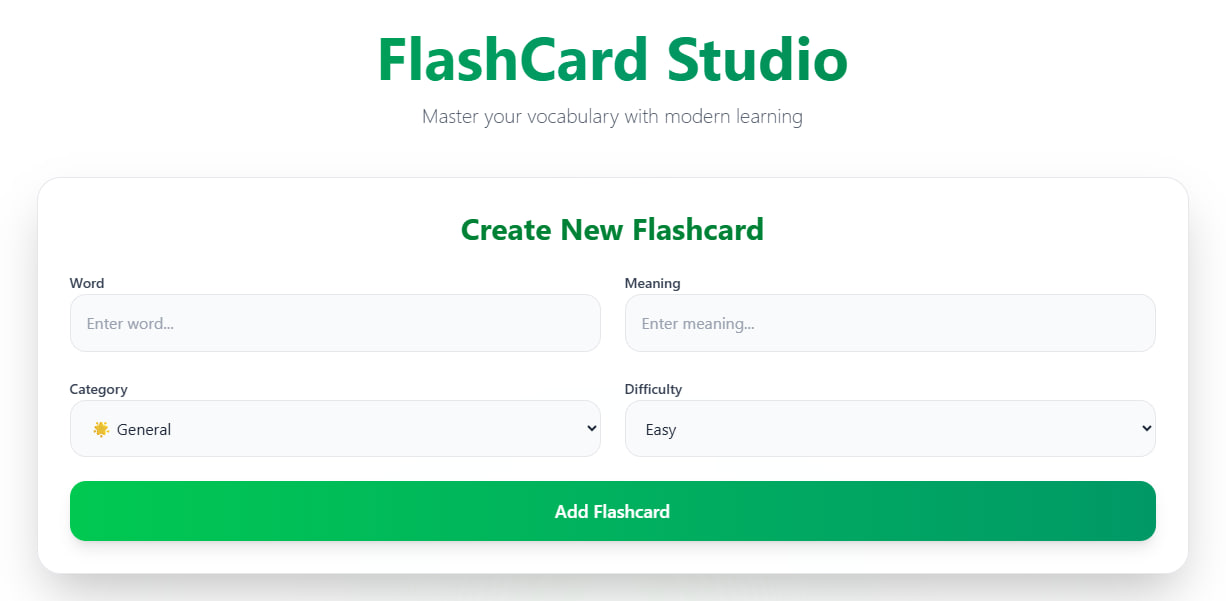 FlashCard Studio
Master your vocabulary with modern learning
Create New Flashcard
Word
Meaning
Enter word...
Enter meaning...
Category
Difficulty
🌟 General
Easy
Add Flashcard